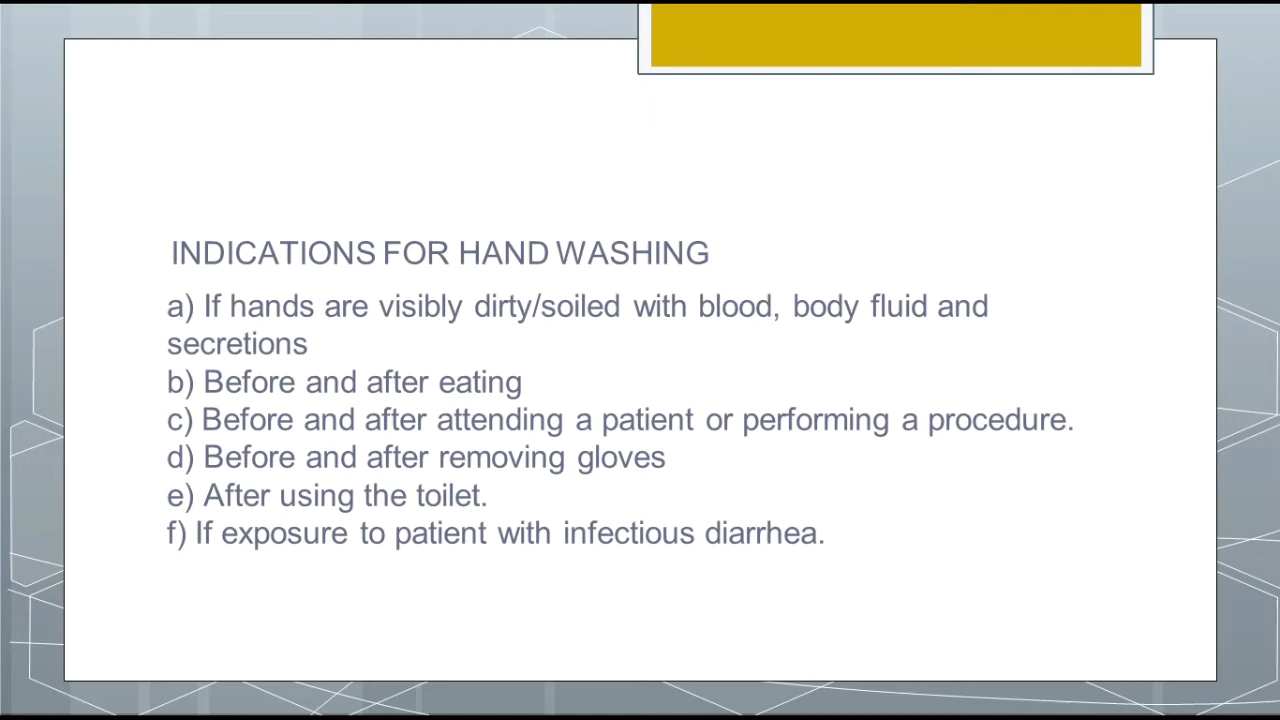 INDICATIONS FOR HAND WASHING
a) If hands are visibly dirty/soiled with blood, body fluid and
secretions
b) Before and after eating
c) Before and after attending a patient or performing a procedure.
d) Before and after removing gloves
e) After using the toilet.
f) If exposure to patient with infectious diarrhea.